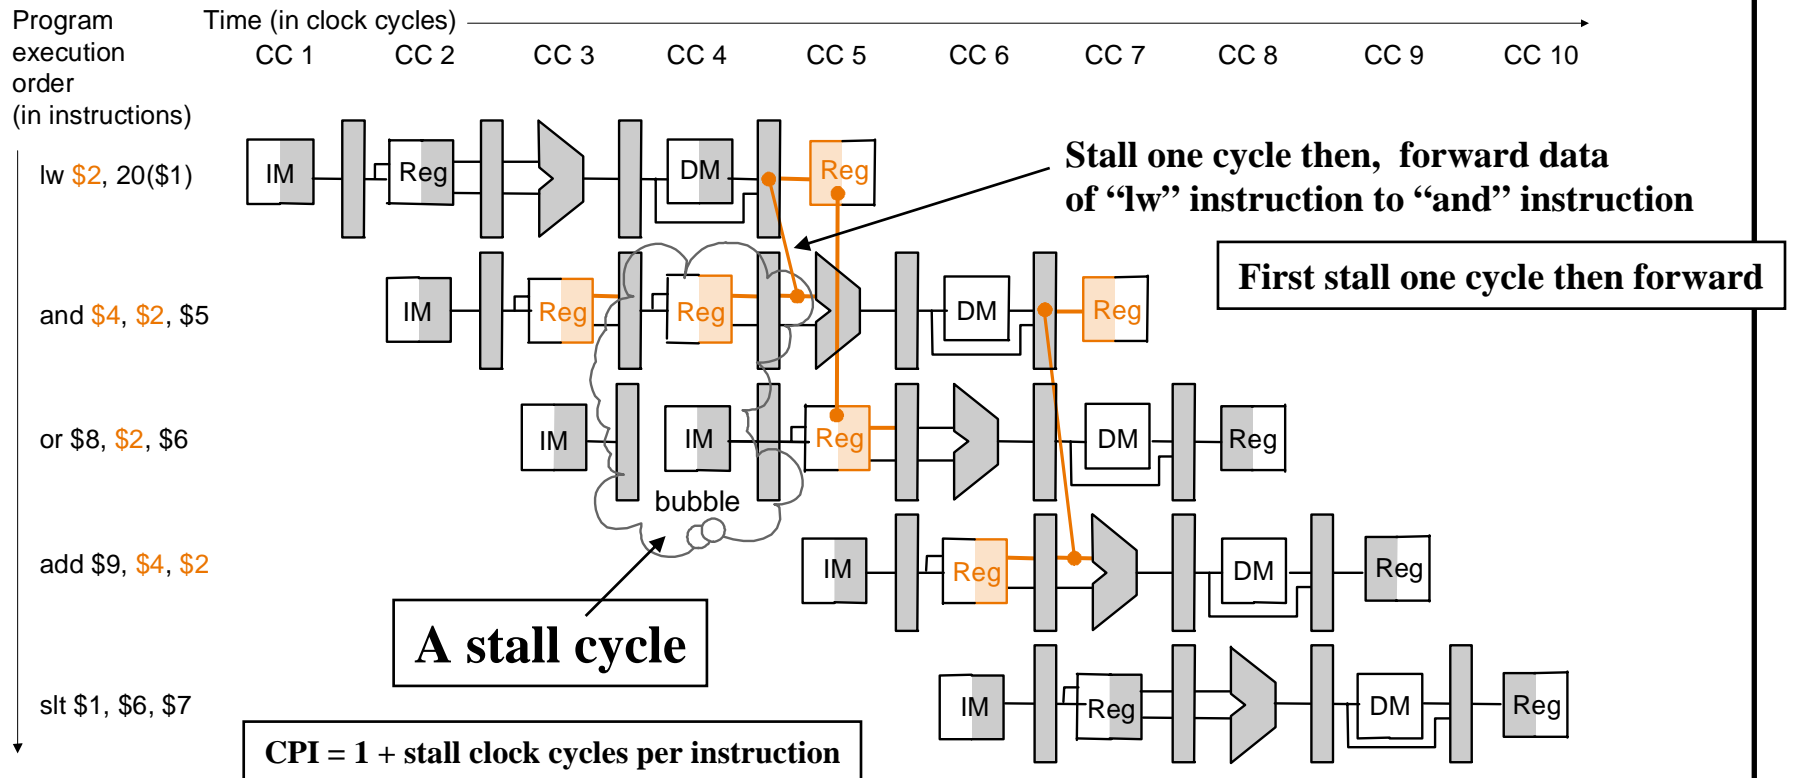 Program Time (in clock cycles)
execution CC 1 CC 2 CC 3 CC 4 CC 5 CC 6 CC 7 CC 8 CC 9 CC 10
order
(in instructions)
lw $2, 20($1) IM Reg DM Reg
Stall one cycle then, forward data
of “lw” instruction to “and” instruction
First stall one cycle then forward
and $4, $2, $5 IM Reg Reg DM Reg
or $8, $2, $6 IM IM Reg DM Reg
bubble
add $9, $4, $2 IM Reg DM Reg
A stall cycle
slt $1, $6, $7 IM Reg DM Reg
CPI = 1 + stall clock cycles per instruction